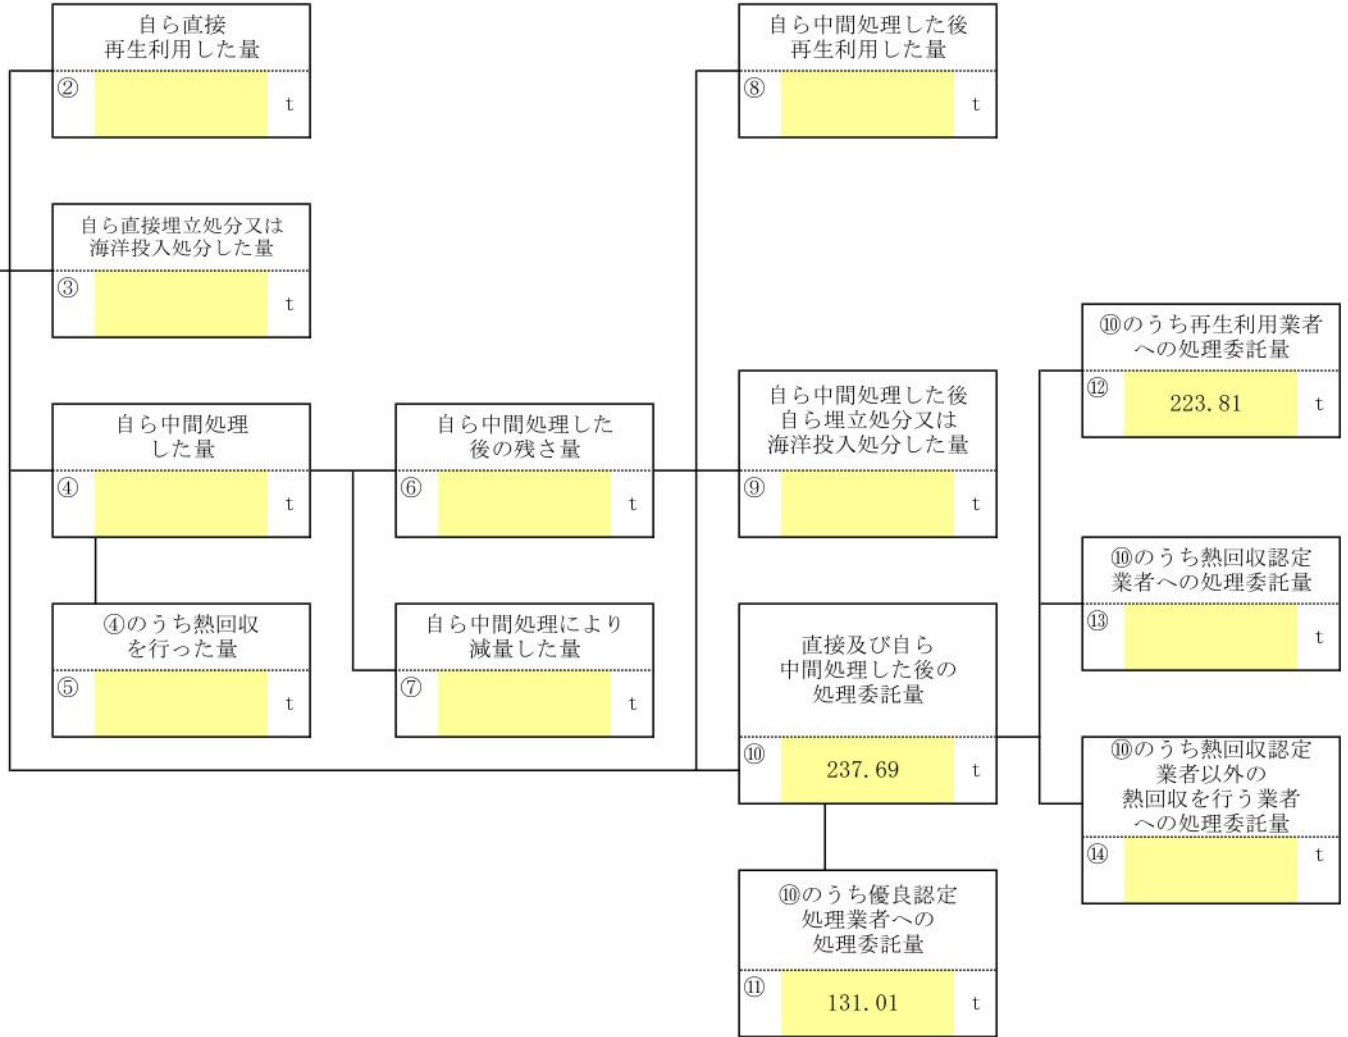 自ら直接
再生利用した量
②
t
自ら中間処理した後
再生利用した量
⑧
t
自ら直接埋立処分又は
海洋投入処分した量
③
t
⑩のうち再生利用業者
への処理委託量
⑫
223.81
t
自ら中間処理した後
自ら埋立処分又は
海洋投入処分した量
⑨
t
自ら中間処理
した量
④
t
自ら中間処理した
後の残さ量
⑥
t
⑩のうち熱回収認定
業者への処理委託量
⑬
t
④のうち熱回収
を行った量
⑤
t
自ら中間処理により
減量した量
⑦
t
直接及び自ら
中間処理した後の
処理委託量
⑩
237.69
t
⑩のうち熱回収認定
業者以外の
熱回収を行う業者
への処理委託量
⑭
t
⑩のうち優良認定
処理業者への
処理委託量
⑪
131.01
t